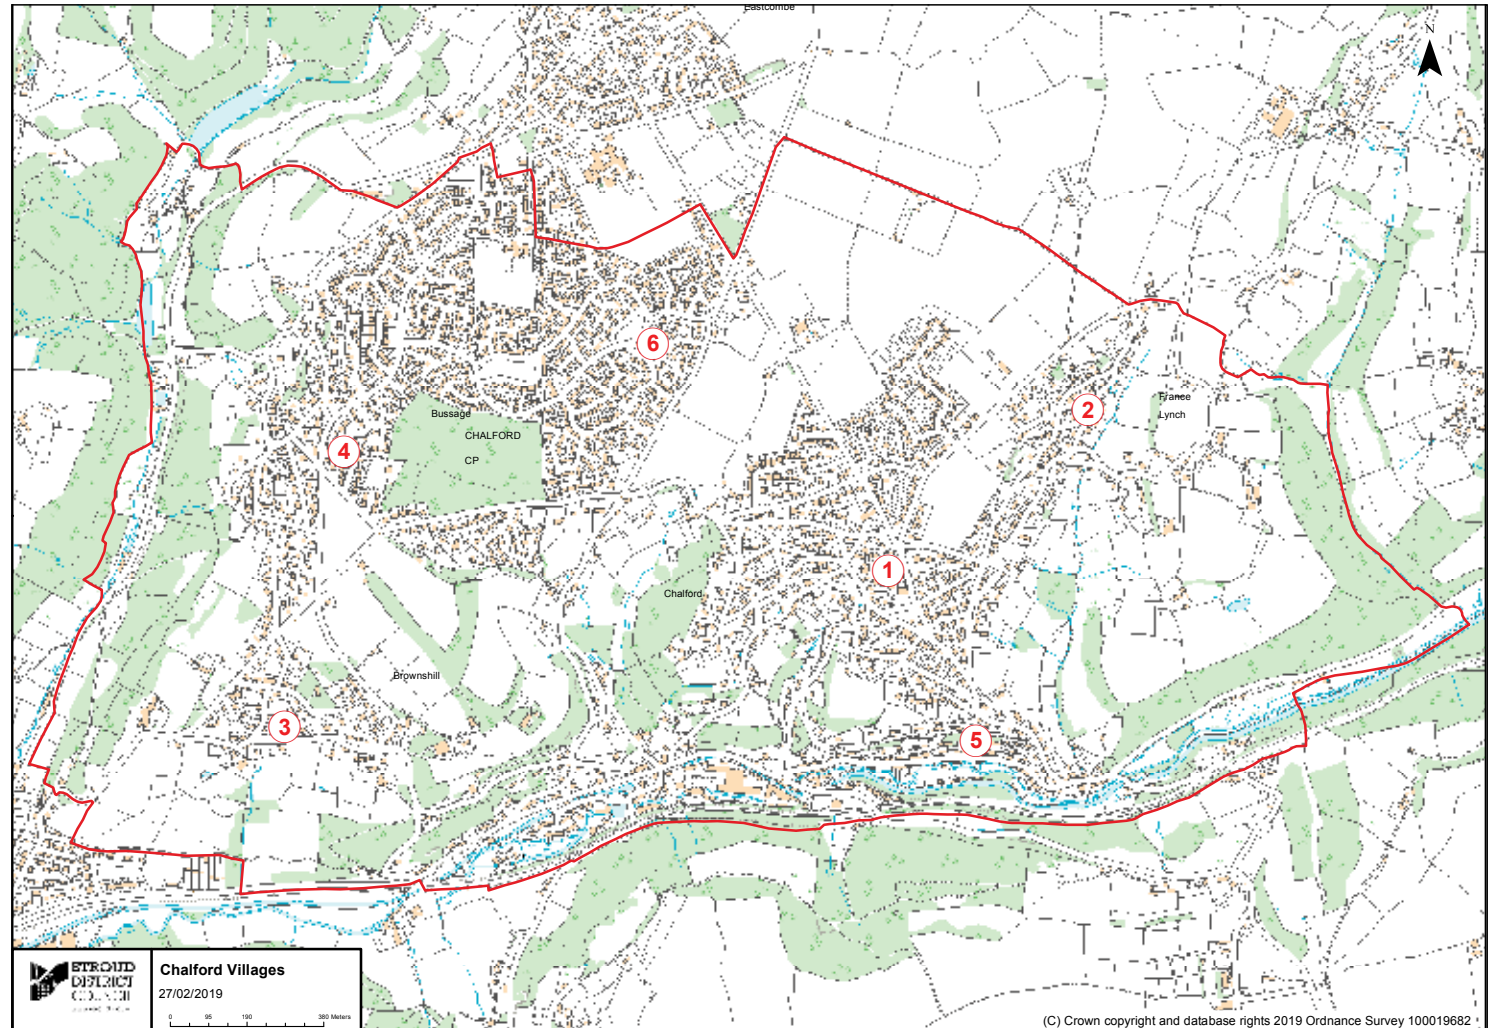 Eastcombe
N
6
2
France
Lynch
Bussage
CHALFORD
CP
4
1
Chalford
Brownshill
3
5
STROUD
DISTRICT
COUNCIL
Chalford Villages
27/02/2019
0 95 190 380 Meters
(C) Crown copyright and database rights 2019 Ordnance Survey 100019682